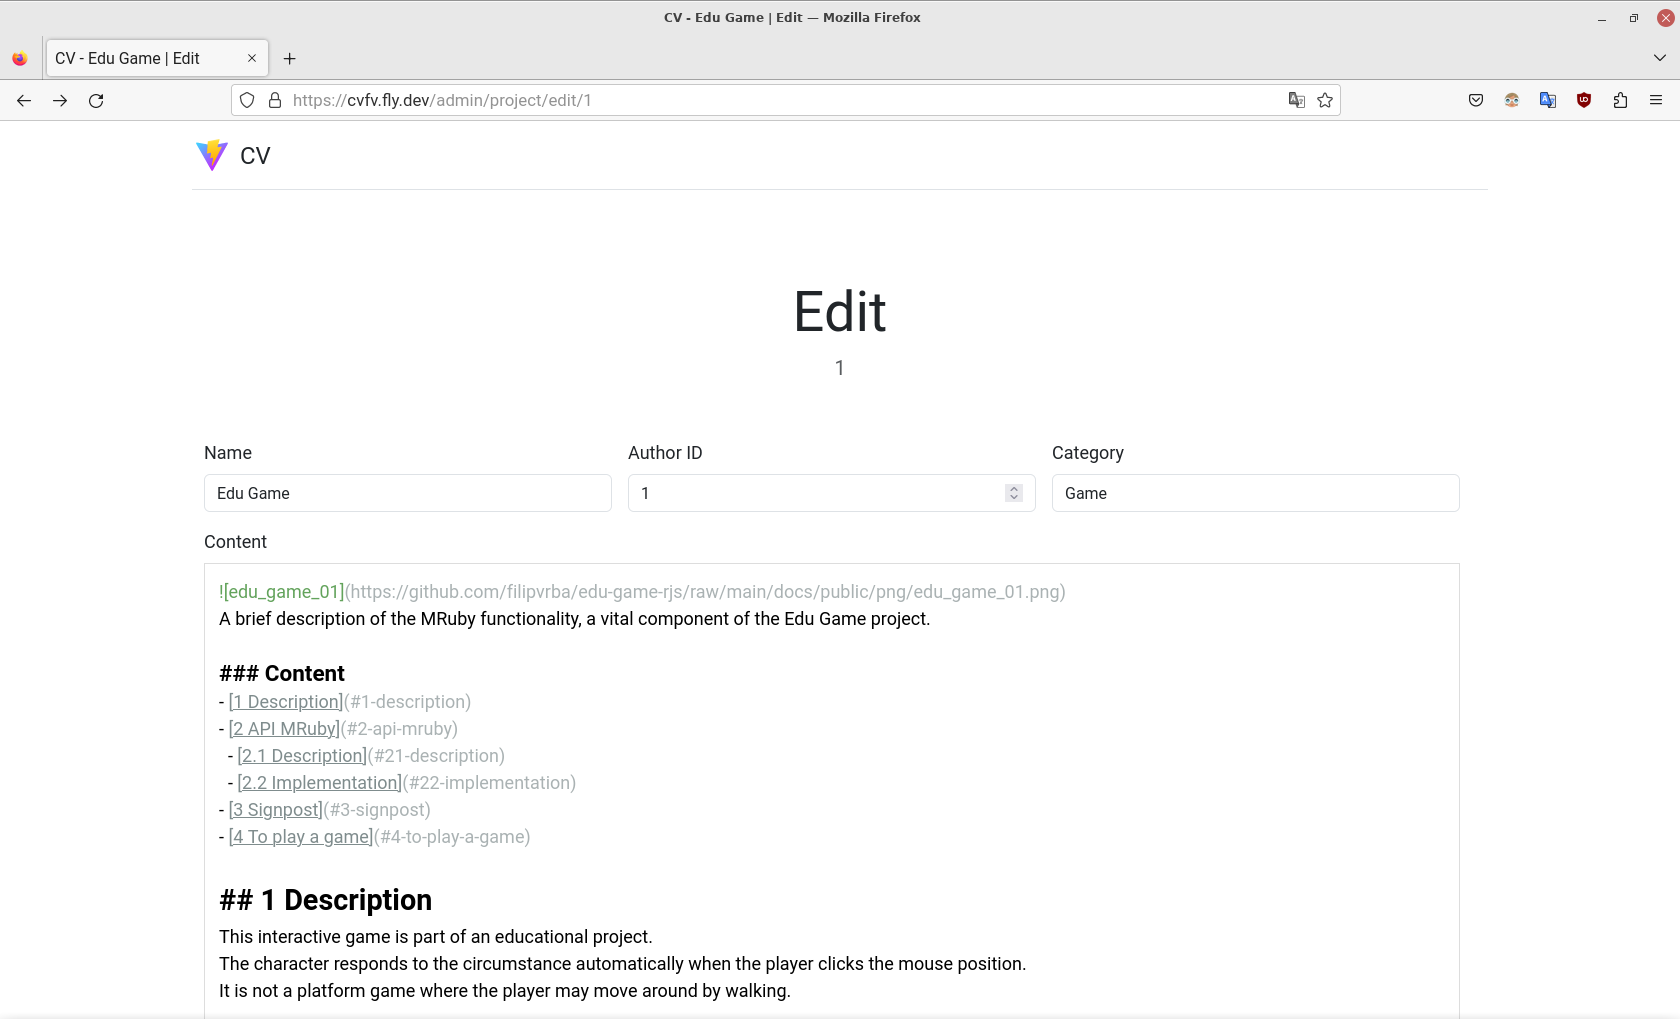 CV - Edu Game | Edit — Mozilla Firefox
CV - Edu Game | Edit
https://cvfv.fly.dev/admin/project/edit/1
CV
Edit
1
Name
Author ID
Category
Edu Game
1
Game
Content
![edu_game_01](https://github.com/filipvrba/edu-game-rjs/raw/main/docs/public/png/edu_game_01.png)
A brief description of the MRuby functionality, a vital component of the Edu Game project.
### Content
- [1 Description](#1-description)
- [2 API MRuby](#2-api-mruby)
  - [2.1 Description](#21-description)
  - [2.2 Implementation](#22-implementation)
- [3 Signpost](#3-signpost)
- [4 To play a game](#4-to-play-a-game)
## 1 Description
This interactive game is part of an educational project.
The character responds to the circumstance automatically when the player clicks the mouse position.
It is not a platform game where the player may move around by walking.